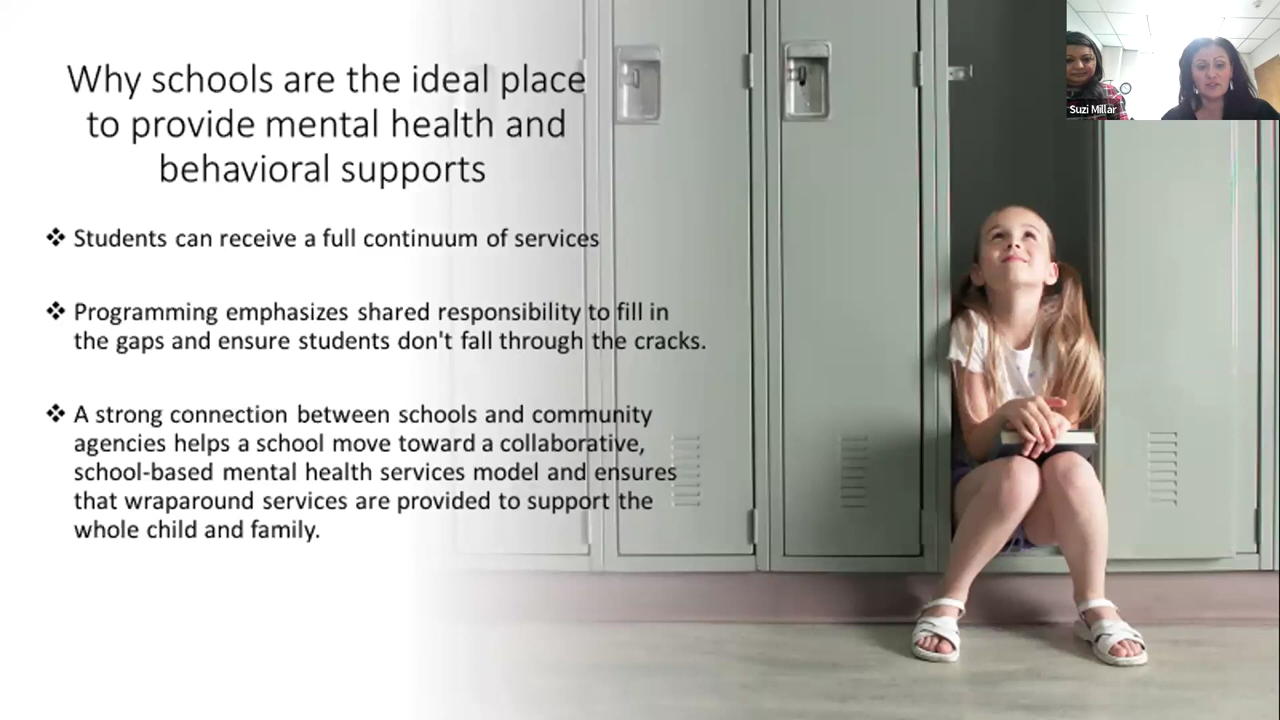 Why schools are the ideal place
to provide mental health and
behavioral supports
❖ Students can receive a full continuum of services
❖ Programming emphasizes shared responsibility to fill in
the gaps and ensure students don't fall through the cracks.
❖ A strong connection between schools and community
agencies helps a school move toward a collaborative,
school-based mental health services model and ensures
that wraparound services are provided to support the
whole child and family.
Suzi Millar